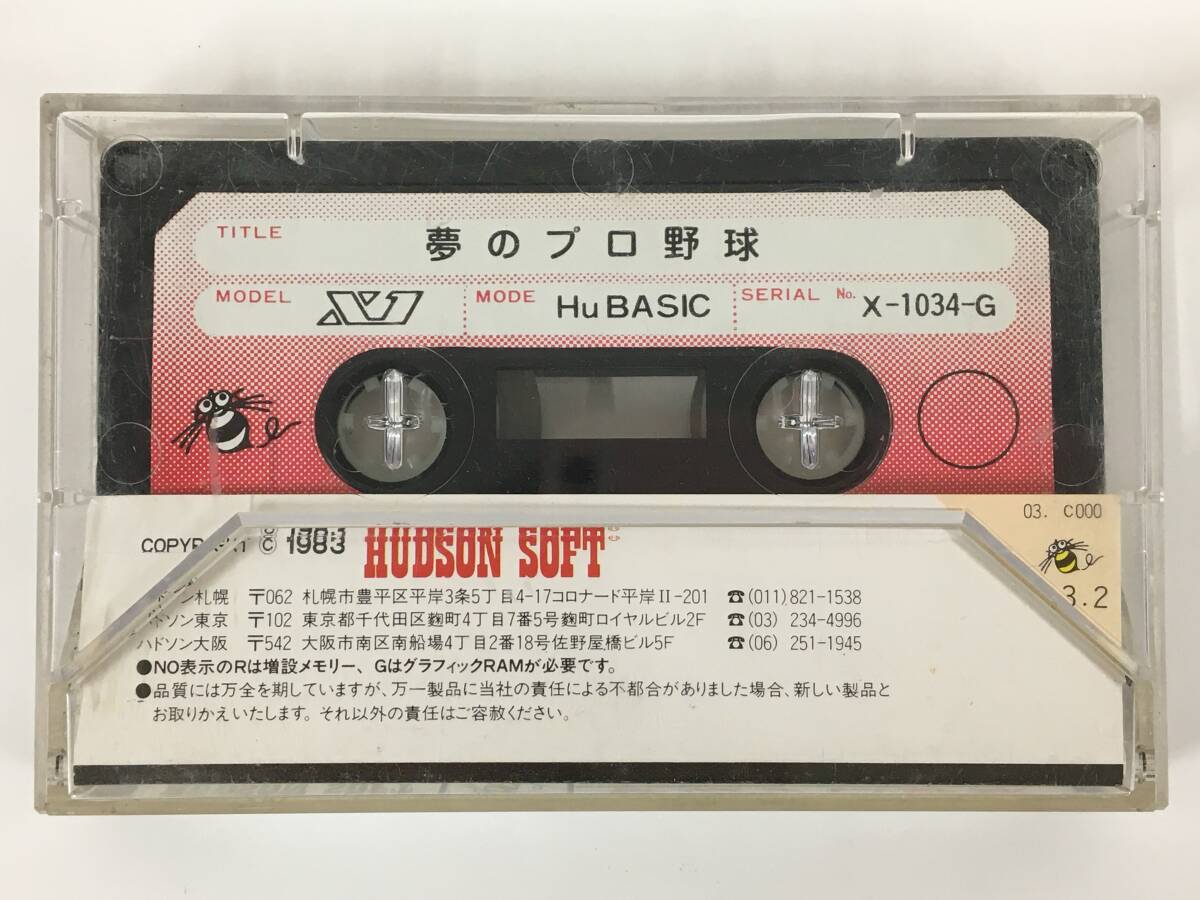 TITLE 夢のプロ野球
MODEL X1 MODE Hu BASIC SERIAL No. X-1034-G
03. C000
3.2
COPYRIGHT © 1983 HUDSON SOFT®
ハドソン札幌 〒062 札幌市豊平区平岸3条5丁目4-17コロナード平岸II-201 ☎(011)821-1538
ハドソン東京 〒102 東京都千代田区麴町4丁目7番5号麴町ロイヤルビル2F ☎(03) 234-4996
ハドソン大阪 〒542 大阪市南区南船場4丁目2番18号佐野屋橋ビル5F ☎(06) 251-1945
●NO表示のRは増設メモリー、GはグラフィックRAMが必要です。
●品質には万全を期していますが、万一製品に当社の責任による不都合がありました場合、新しい製品と
お取りかえいたします。それ以外の責任はご容赦ください。